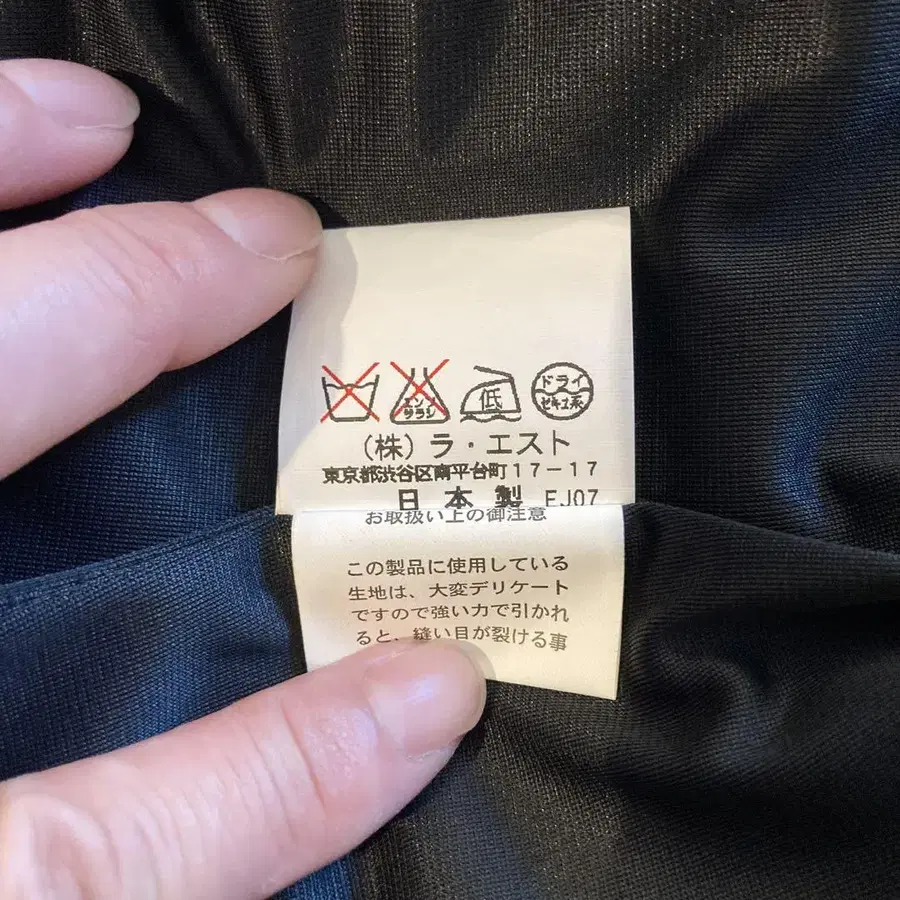 エンソ
サラシ
低
ドライ
セキユ系
(株)ラ・エスト
東京都渋谷区南平台町17-17
日本製 EJ07
お取扱い上の御注意
この製品に使用している
生地は、大変デリケート
ですので強い力で引かれ
ると、縫い目が裂ける事